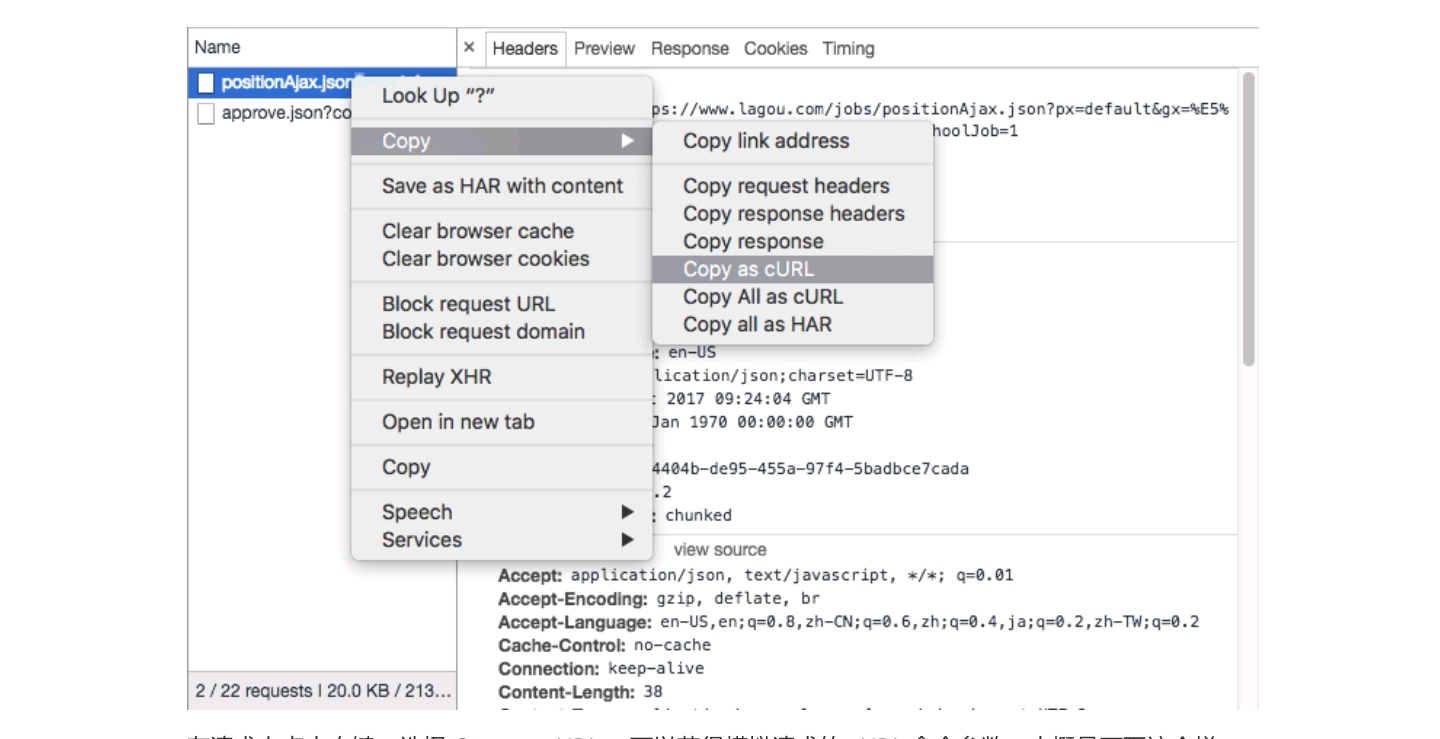 Name
× Headers Preview Response Cookies Timing
positionAjax.json
approve.json?co
Look Up “?”
Copy
Save as HAR with content
Clear browser cache
Clear browser cookies
Block request URL
Block request domain
Replay XHR
Open in new tab
Copy
Speech
Services
ps://www.lagou.com/jobs/positionAjax.json?px=default&gx=%E5%
hoolJob=1
Copy link address
Copy request headers
Copy response headers
Copy response
Copy as cURL
Copy All as cURL
Copy all as HAR
: en-US
lication/json;charset=UTF-8
2017 09:24:04 GMT
Jan 1970 00:00:00 GMT
4404b-de95-455a-97f4-5badbce7cada
.2
: chunked
view source
Accept: application/json, text/javascript, */*; q=0.01
Accept-Encoding: gzip, deflate, br
Accept-Language: en-US,en;q=0.8,zh-CN;q=0.6,zh;q=0.4,ja;q=0.2,zh-TW;q=0.2
Cache-Control: no-cache
Connection: keep-alive
Content-Length: 38
2 / 22 requests | 20.0 KB / 213...